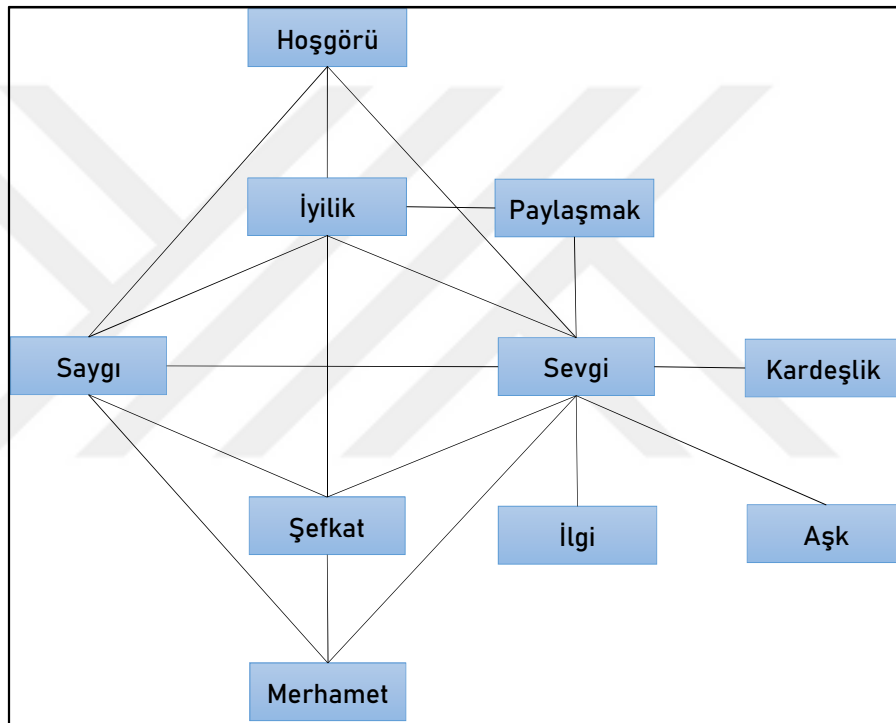 Hoşgörü
İyilik
Paylaşmak
Saygı
Sevgi
Kardeşlik
Şefkat
İlgi
Aşk
Merhamet